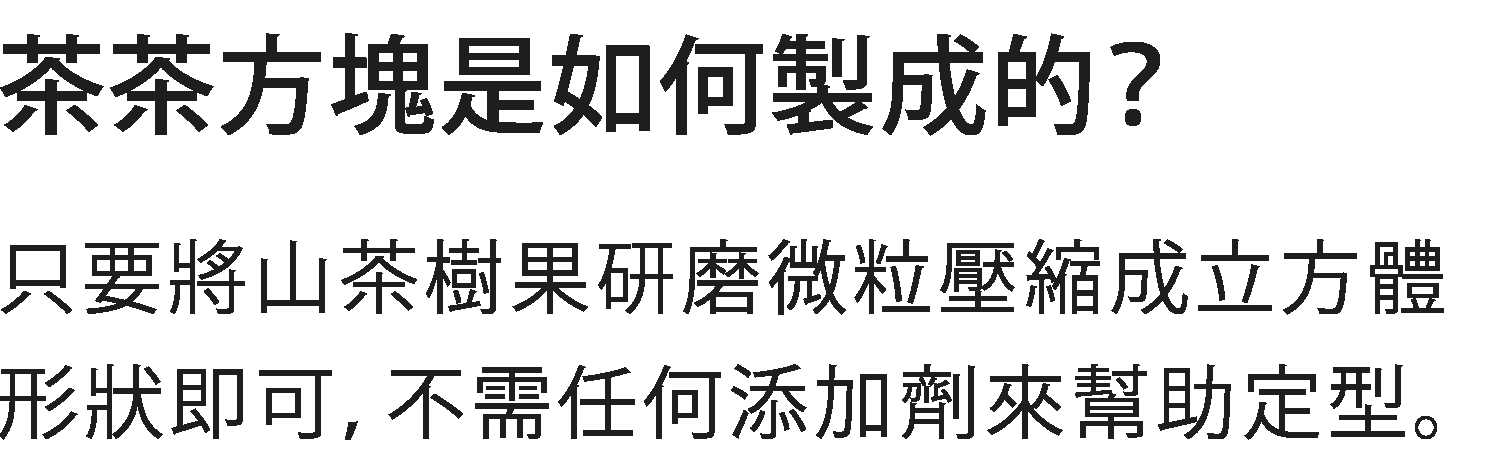 茶茶方塊是如何製成的?
只要將山茶樹果研磨微粒壓縮成立方體
形狀即可, 不需任何添加劑來幫助定型。